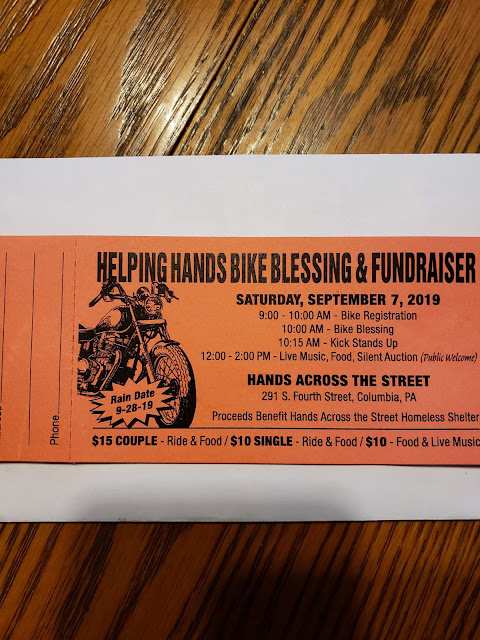 HELPING HANDS BIKE BLESSING & FUNDRAISER
SATURDAY, SEPTEMBER 7, 2019
9:00 - 10:00 AM - Bike Registration
10:00 AM - Bike Blessing
10:15 AM - Kick Stands Up
12:00 - 2:00 PM - Live Music, Food, Silent Auction (Public Welcome)
HANDS ACROSS THE STREET
291 S. Fourth Street, Columbia, PA
Proceeds Benefit Hands Across the Street Homeless Shelter
Rain Date
9-28-19
$15 COUPLE - Ride & Food / $10 SINGLE - Ride & Food / $10 - Food & Live Music
Phone